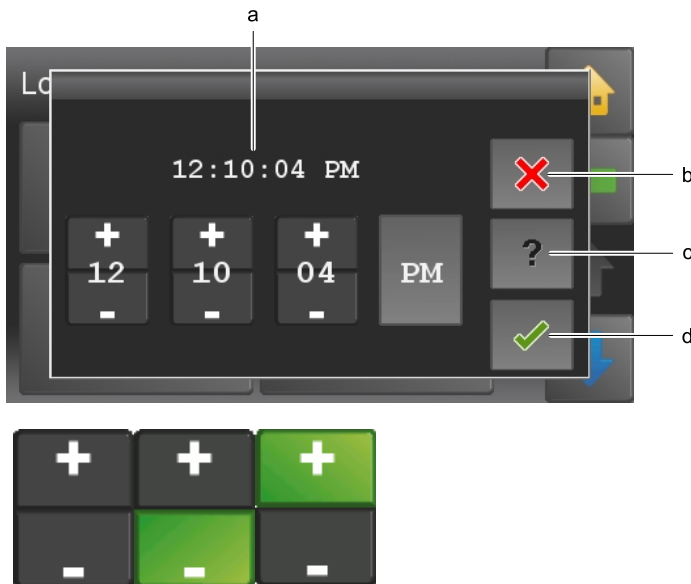 a
Lo
12:10:04 PM
b
+ + +
?
c
12 10 04 PM
- - -
d
+ + +
- - -